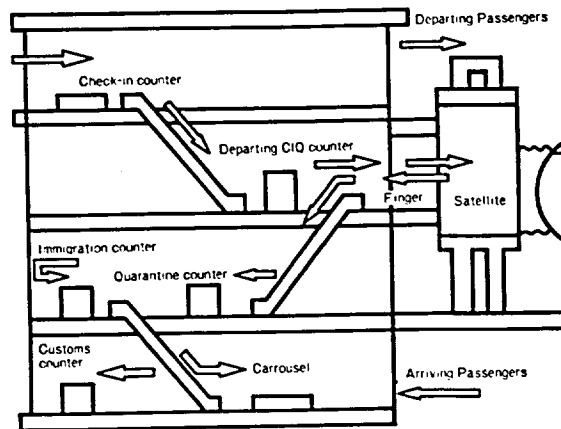 Departing Passengers
Check-in counter
Departing CIQ counter
Finger
Satellite
Immigration counter
Quarantine counter
Customs
counter
Carrousel
Arriving Passengers